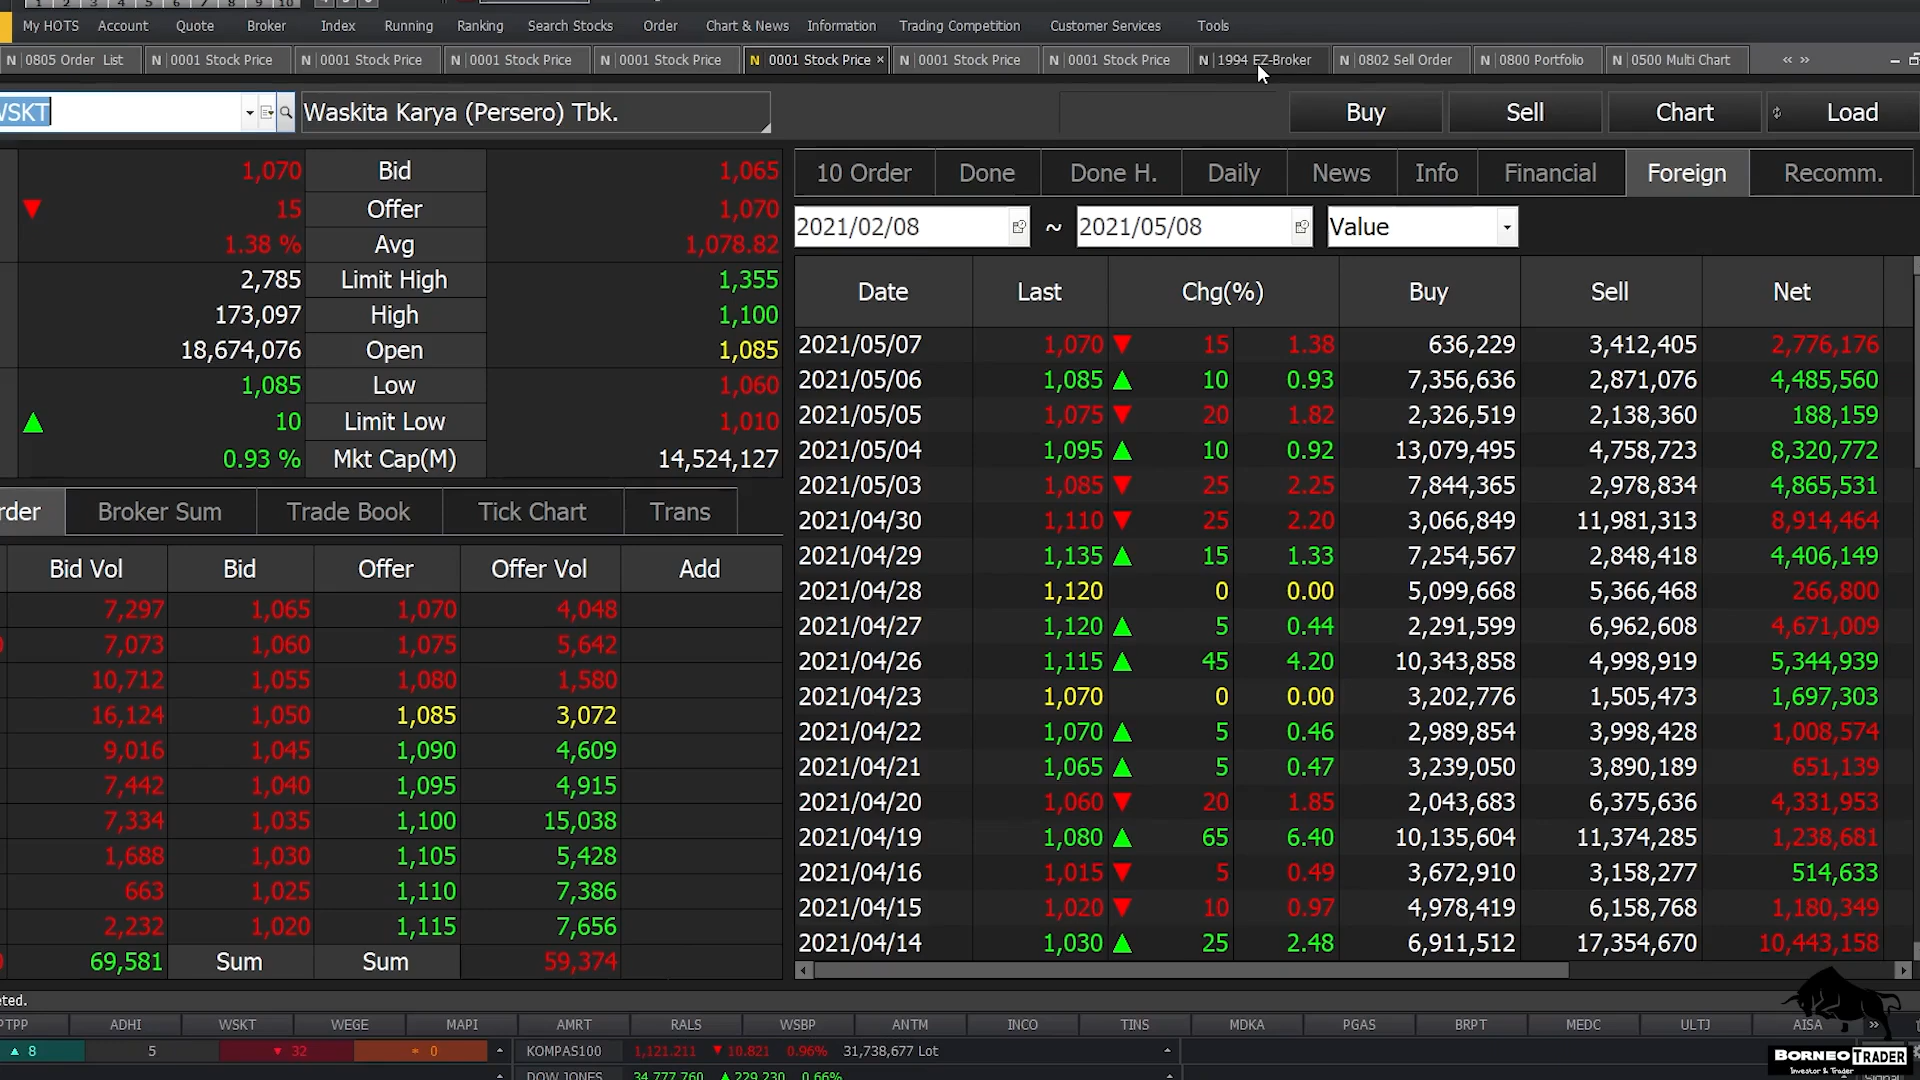 1 2 3 4 5 6 7 8 9 10
My HOTS Account Quote Broker Index Running Ranking Search Stocks Order Chart & News Information Trading Competition Customer Services Tools
N 0805 Order List N 0001 Stock Price N 0001 Stock Price N 0001 Stock Price N 0001 Stock Price N 0001 Stock Price × N 0001 Stock Price N 0001 Stock Price N 1994 EZ-Broker N 0802 Sell Order N 0800 Portfolio N 0500 Multi Chart « »
WSKT Waskita Karya (Persero) Tbk. Buy Sell Chart Load
10 Order Done Done H. Daily News Info Financial Foreign Recomm.
2021/02/08 ~ 2021/05/08 Value
1,070 Bid 1,065
▼ 15 Offer 1,070
1.38 % Avg 1,078.82
2,785 Limit High 1,355
173,097 High 1,100
18,674,076 Open 1,085
1,085 Low 1,060
▲ 10 Limit Low 1,010
0.93 % Mkt Cap(M) 14,524,127
rder Broker Sum Trade Book Tick Chart Trans
Bid Vol Bid Offer Offer Vol Add
7,297 1,065 1,070 4,048
7,073 1,060 1,075 5,642
10,712 1,055 1,080 1,580
16,124 1,050 1,085 3,072
9,016 1,045 1,090 4,609
7,442 1,040 1,095 4,915
7,334 1,035 1,100 15,038
1,688 1,030 1,105 5,428
663 1,025 1,110 7,386
2,232 1,020 1,115 7,656
69,581 Sum Sum 59,374
Date Last Chg(%) Buy Sell Net
2021/05/07 1,070 ▼ 15 1.38 636,229 3,412,405 2,776,176
2021/05/06 1,085 ▲ 10 0.93 7,356,636 2,871,076 4,485,560
2021/05/05 1,075 ▼ 20 1.82 2,326,519 2,138,360 188,159
2021/05/04 1,095 ▲ 10 0.92 13,079,495 4,758,723 8,320,772
2021/05/03 1,085 ▼ 25 2.25 7,844,365 2,978,834 4,865,531
2021/04/30 1,110 ▼ 25 2.20 3,066,849 11,981,313 8,914,464
2021/04/29 1,135 ▲ 15 1.33 7,254,567 2,848,418 4,406,149
2021/04/28 1,120 0 0.00 5,099,668 5,366,468 266,800
2021/04/27 1,120 ▲ 5 0.44 2,291,599 6,962,608 4,671,009
2021/04/26 1,115 ▲ 45 4.20 10,343,858 4,998,919 5,344,939
2021/04/23 1,070 0 0.00 3,202,776 1,505,473 1,697,303
2021/04/22 1,070 ▲ 5 0.46 2,989,854 3,998,428 1,008,574
2021/04/21 1,065 ▲ 5 0.47 3,239,050 3,890,189 651,139
2021/04/20 1,060 ▼ 20 1.85 2,043,683 6,375,636 4,331,953
2021/04/19 1,080 ▲ 65 6.40 10,135,604 11,374,285 1,238,681
2021/04/16 1,015 ▼ 5 0.49 3,672,910 3,158,277 514,633
2021/04/15 1,020 ▼ 10 0.97 4,978,419 6,158,768 1,180,349
2021/04/14 1,030 ▲ 25 2.48 6,911,512 17,354,670 10,443,158
eted.
PTPP ADHI WSKT WEGE MAPI AMRT RALS WSBP ANTM INCO TINS MDKA PGAS BRPT MEDC ULTJ AISA »
▲ 8 5 ▼ 32 * 0 KOMPAS100 1,121.211 ▼ 10.821 0.96% 31,738,677 Lot
DOW JONES 34,777.760 ▲ 229.230 0.66%
BORNEO TRADER
Investor & Trader